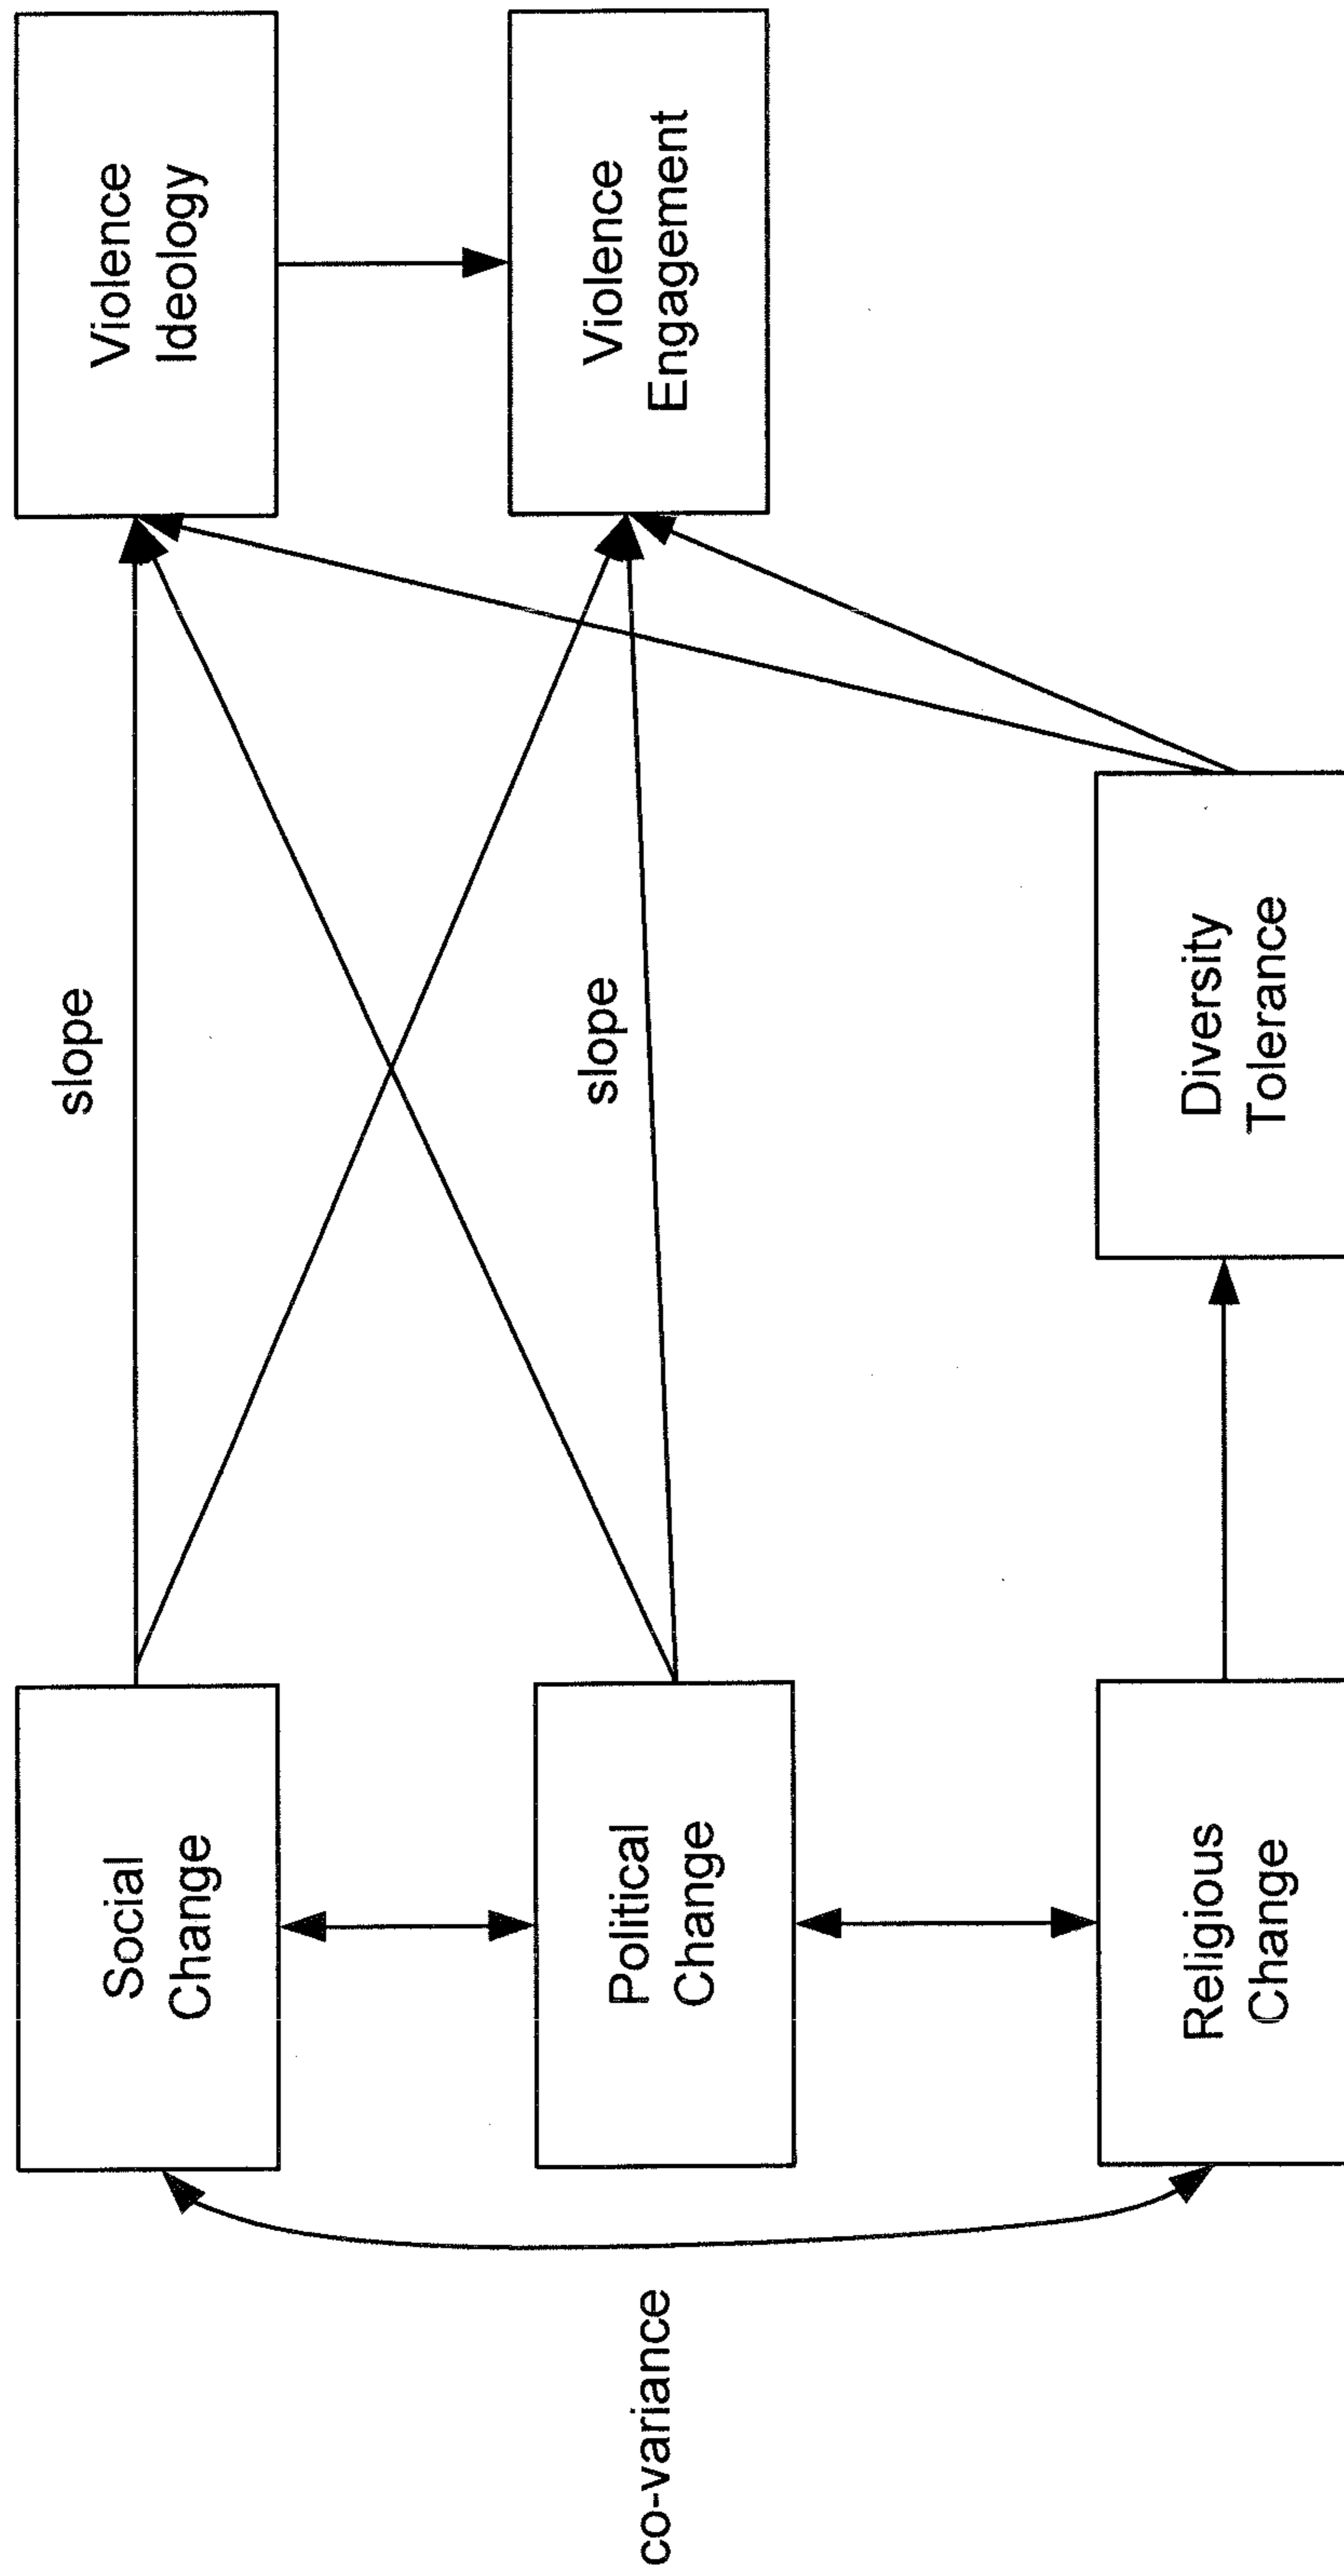 Social
Change
slope
Violence
Ideology
co-variance
Political
Change
slope
Violence
Engagement
Religious
Change
Diversity
Tolerance